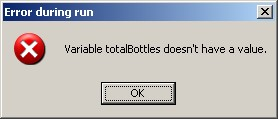 Error during run
Variable totalBottles doesn't have a value.
OK